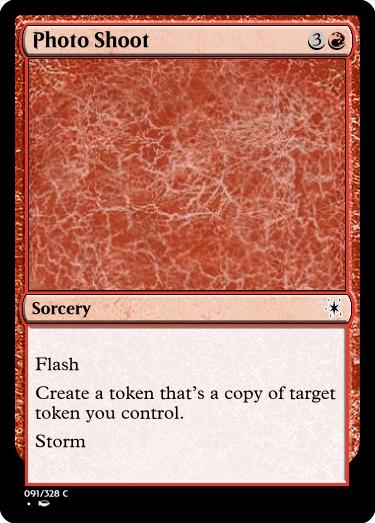 Photo Shoot 3
Sorcery
Flash
Create a token that's a copy of target
token you control.
Storm
091/328 C